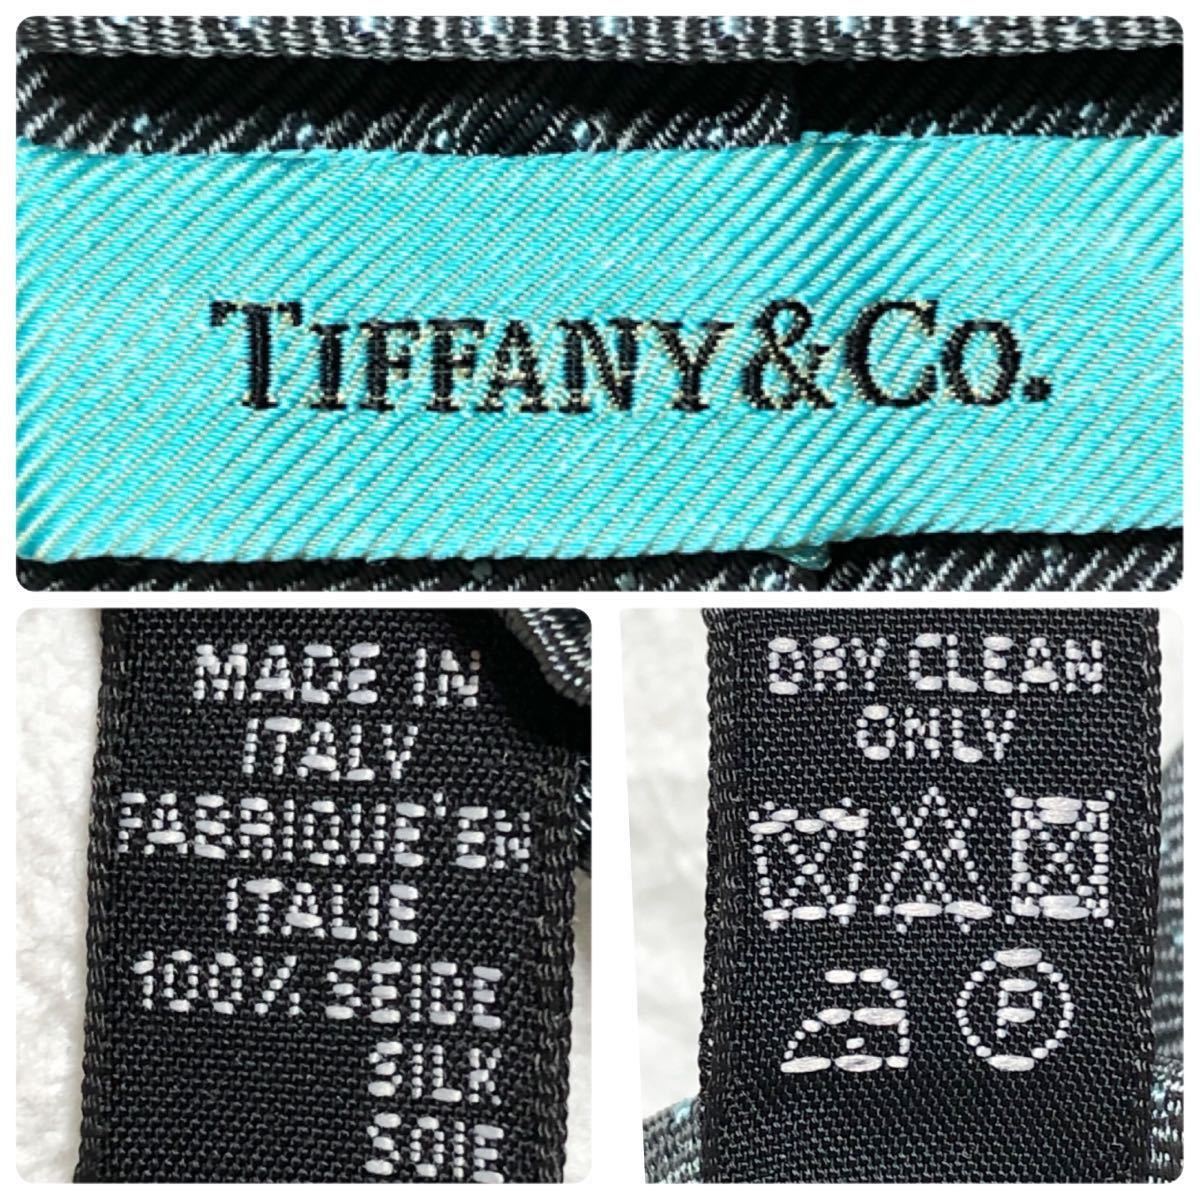 TIFFANY&CO.
MADE IN
ITALY
FABRIQUE'EN
ITALIE
100% SEIDE
SILK
SOIE
DRY CLEAN
ONLY
P